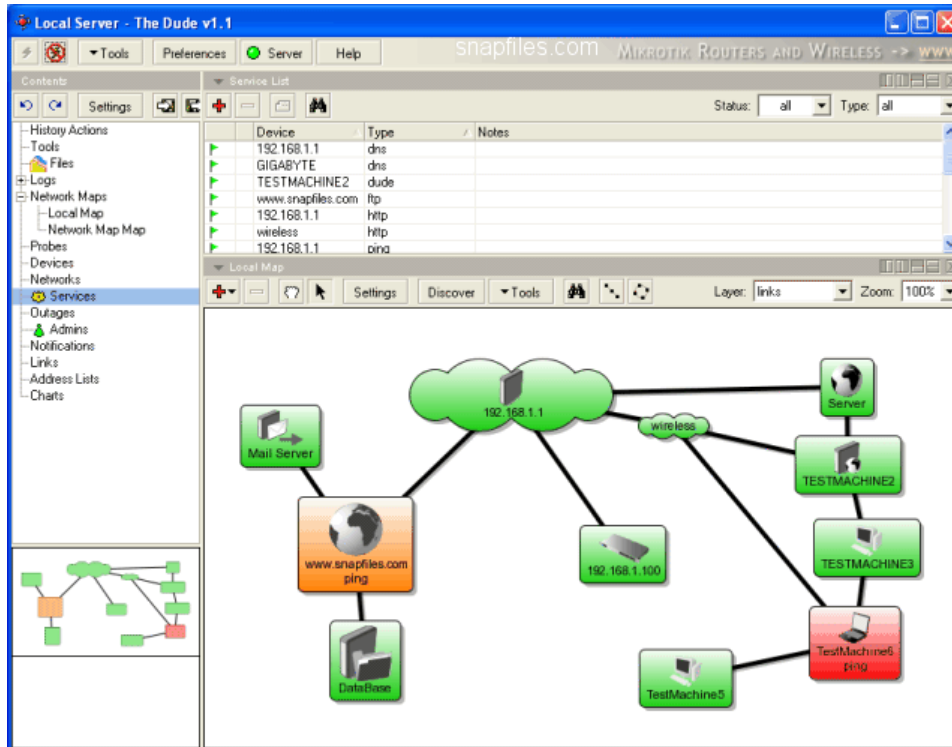 Local Server - The Dude v1.1
Tools Preferences Server Help snapfiles.com MIKROTIK ROUTERS AND WIRELESS -> www
Contents
Settings
History Actions
Tools
Files
Logs
Network Maps
Local Map
Network Map Map
Probes
Devices
Networks
Services
Outages
Admins
Notifications
Links
Address Lists
Charts
Service List
Status: all Type: all
Device Type Notes
192.168.1.1 dns
GIGABYTE dns
TESTMACHINE2 dude
www.snapfiles.com ftp
192.168.1.1 http
wireless http
192.168.1.1 ping
Local Map
Settings Discover Tools Layer: links Zoom: 100%
192.168.1.1
Server
wireless
Mail Server
TESTMACHINE2
www.snapfiles.com
ping
192.168.1.100
TESTMACHINE3
TestMachine6
ping
DataBase
TestMachine5